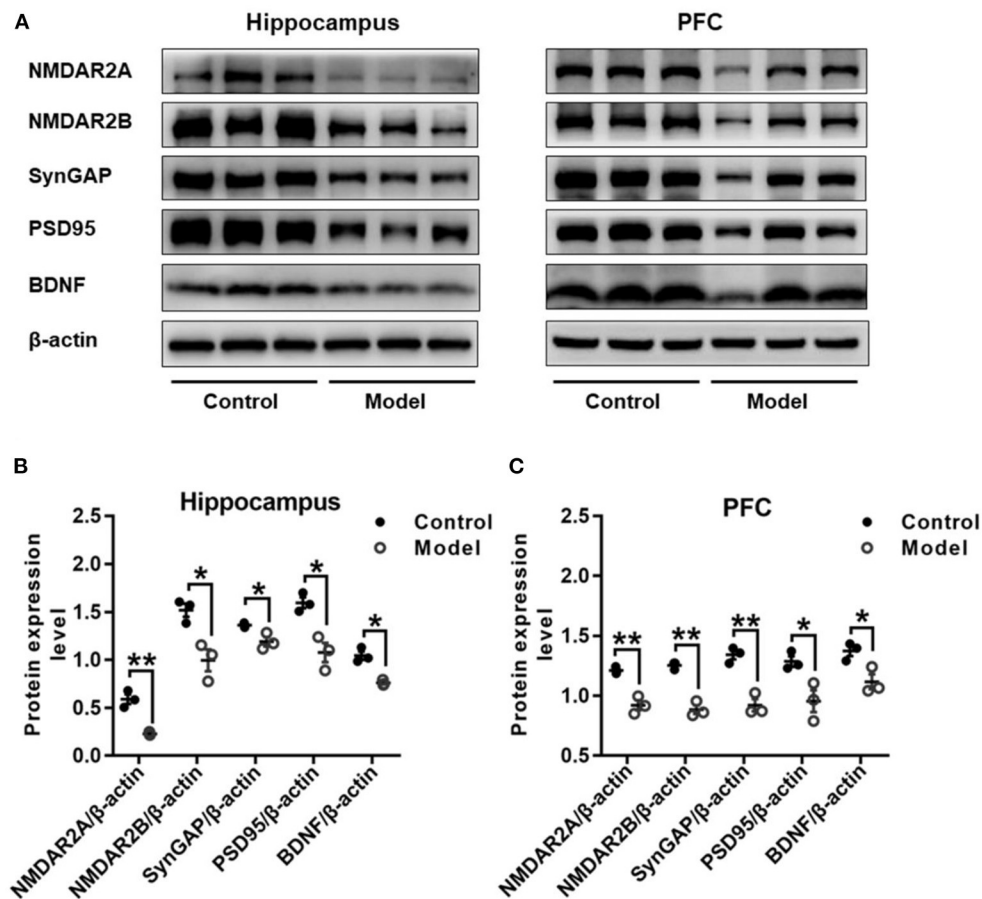 A
Hippocampus
PFC
NMDAR2A
NMDAR2B
SynGAP
PSD95
BDNF
β-actin
Control
Model
Control
Model
B
Hippocampus
Control
Model
Protein expression
level
2.5
2.0
1.5
1.0
0.5
0.0
**
*
*
*
*
NMDAR2A/β-actin
NMDAR2B/β-actin
SynGAP/β-actin
PSD95/β-actin
BDNF/β-actin
C
PFC
Control
Model
Protein expression
level
2.5
2.0
1.5
1.0
0.5
**
**
**
*
*
NMDAR2A/β-actin
NMDAR2B/β-actin
SynGAP/β-actin
PSD95/β-actin
BDNF/β-actin